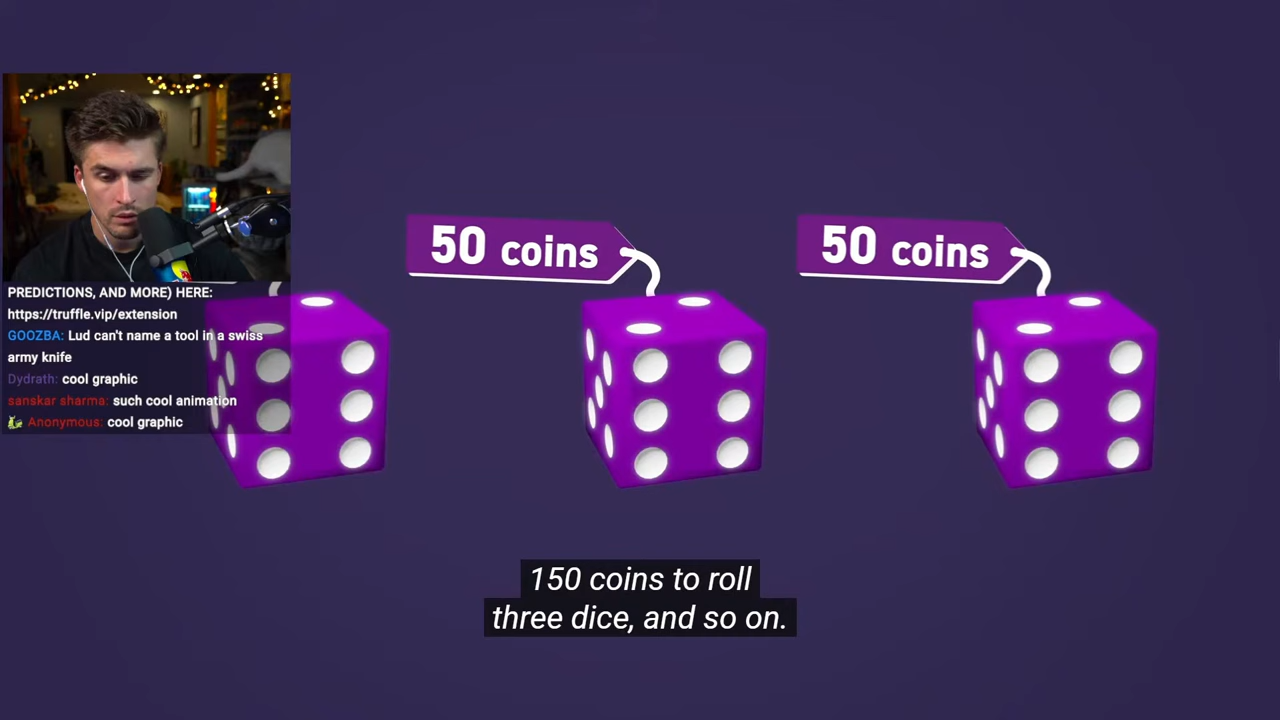 50 coins
50 coins
PREDICTIONS, AND MORE) HERE:
https://truffle.vip/extension
GOOZBA: Lud can't name a tool in a swiss
army knife
Dydrath: cool graphic
sanskar sharma: such cool animation
Anonymous: cool graphic
150 coins to roll
three dice, and so on.